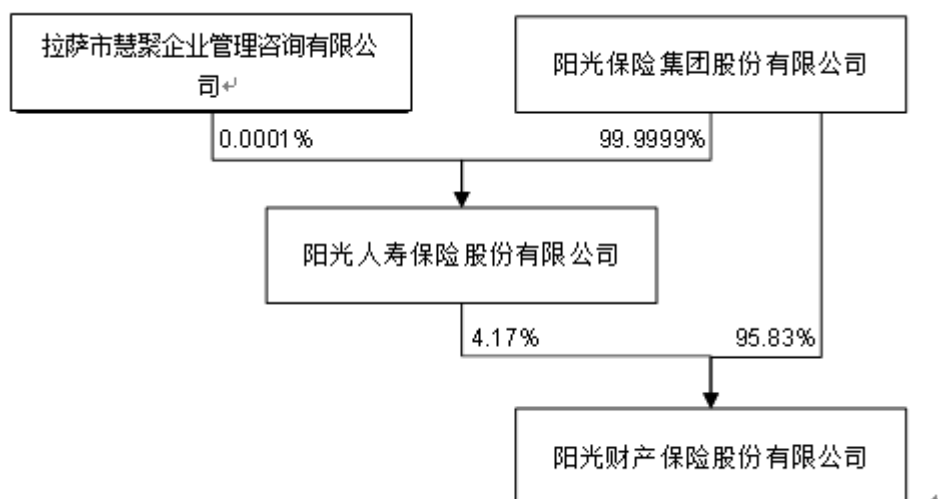 拉萨市慧聚企业管理咨询有限公
司↵
阳光保险集团股份有限公司
0.0001%
99.9999%
阳光人寿保险股份有限公司
4.17%
95.83%
阳光财产保险股份有限公司